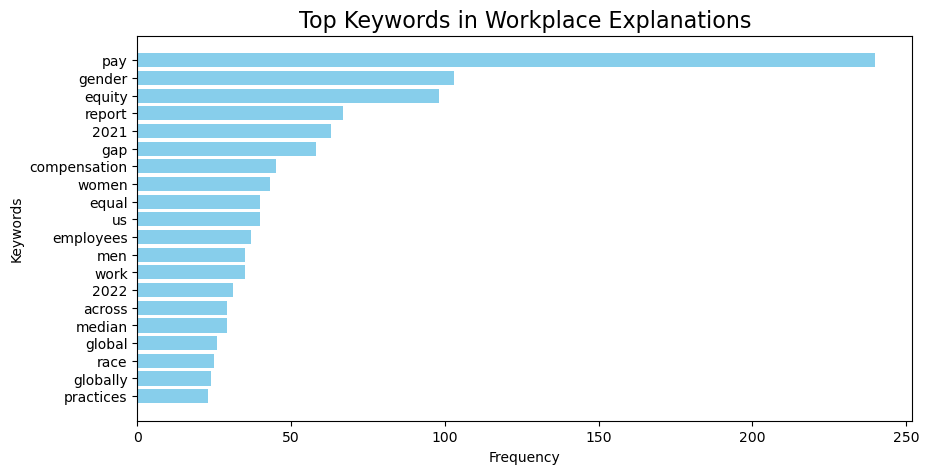 Top Keywords in Workplace Explanations
Keywords
pay
gender
equity
report
2021
gap
compensation
women
equal
us
employees
men
work
2022
across
median
global
race
globally
practices
0 50 100 150 200 250
Frequency